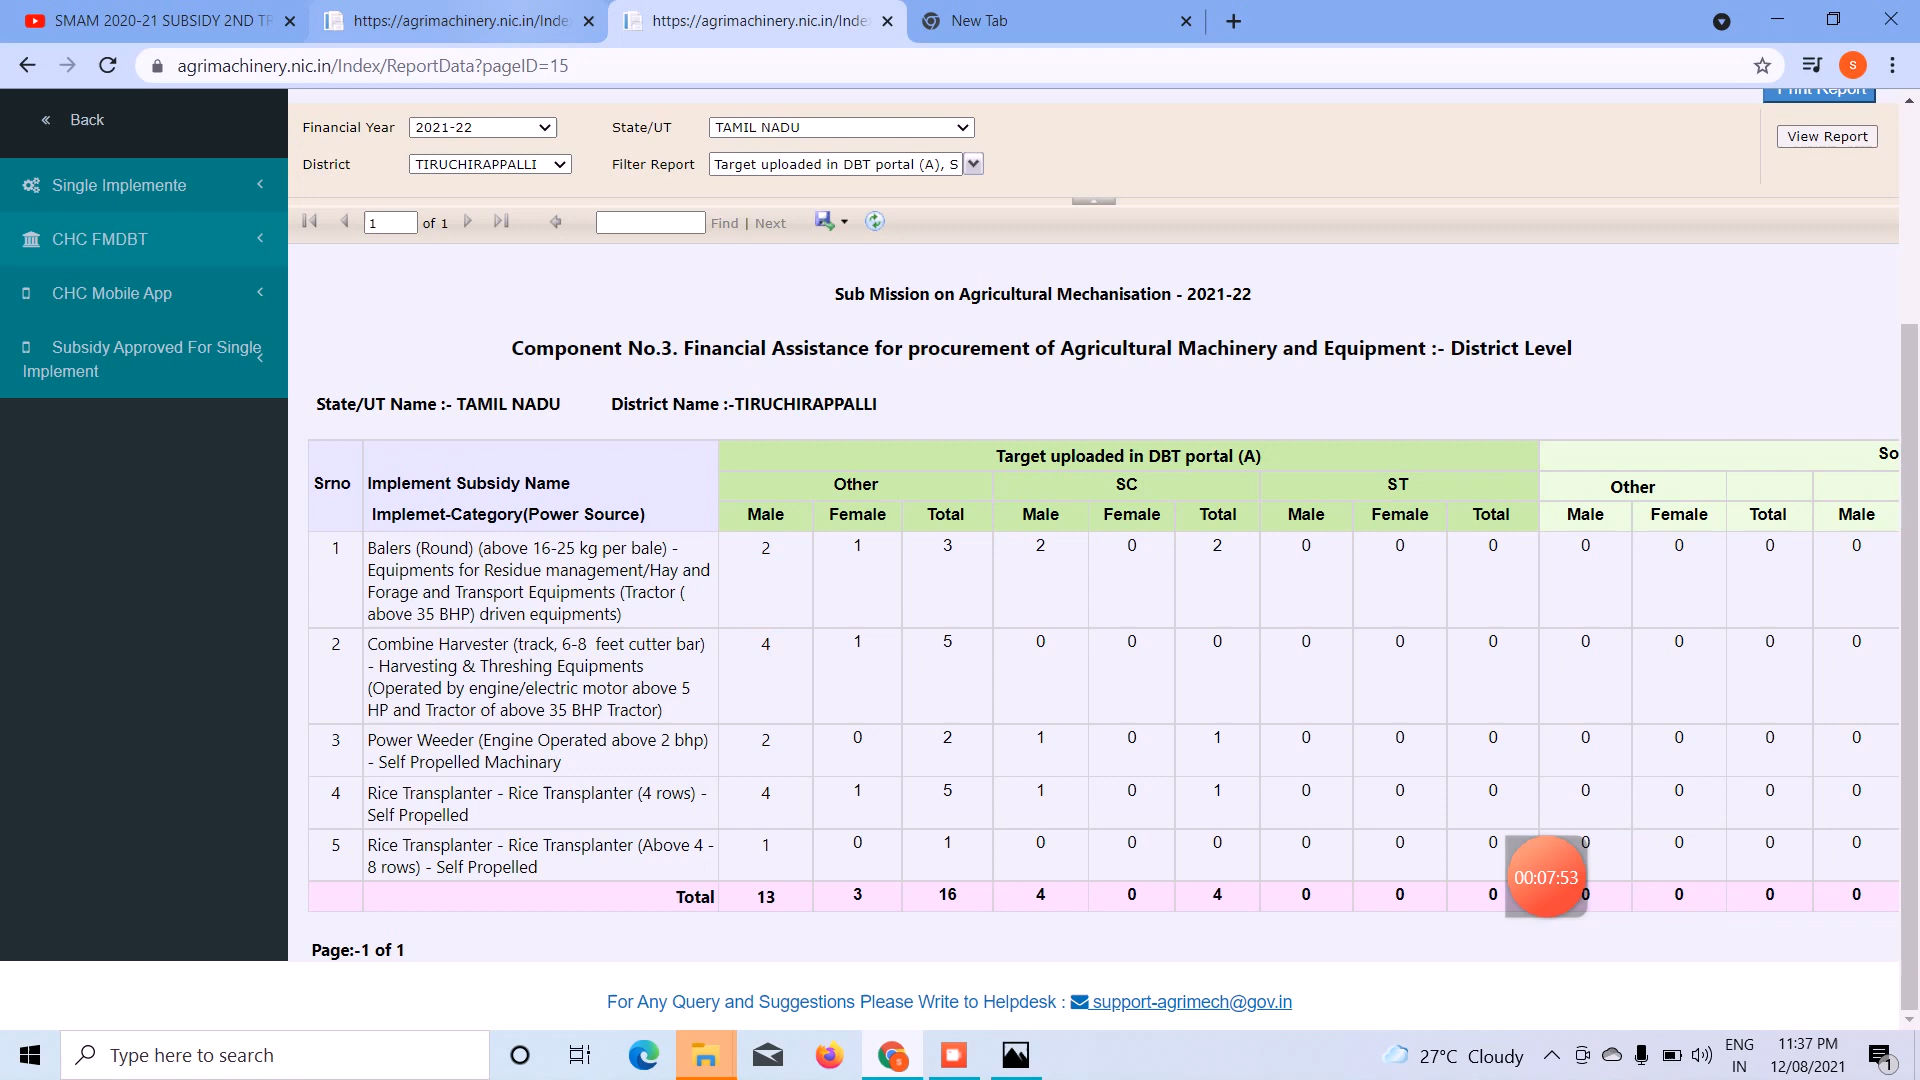 SMAM 2020-21 SUBSIDY 2ND TR
https://agrimachinery.nic.in/Inde
https://agrimachinery.nic.in/Inde
New Tab
agrimachinery.nic.in/Index/ReportData?pageID=15
S
Back
Print Report
Financial Year 2021-22 State/UT TAMIL NADU
View Report
District TIRUCHIRAPPALLI Filter Report Target uploaded in DBT portal (A), S
Single Implemente
CHC FMDBT
CHC Mobile App
Subsidy Approved For Single
Implement
1 of 1 Find | Next
Sub Mission on Agricultural Mechanisation - 2021-22
Component No.3. Financial Assistance for procurement of Agricultural Machinery and Equipment :- District Level
State/UT Name :- TAMIL NADU District Name :-TIRUCHIRAPPALLI
Target uploaded in DBT portal (A) So
Srno Implement Subsidy Name Other SC ST Other
Implemet-Category(Power Source) Male Female Total Male Female Total Male Female Total Male Female Total Male
1 Balers (Round) (above 16-25 kg per bale) - 2 1 3 2 0 2 0 0 0 0 0 0 0
Equipments for Residue management/Hay and
Forage and Transport Equipments (Tractor (
above 35 BHP) driven equipments)
2 Combine Harvester (track, 6-8 feet cutter bar) 4 1 5 0 0 0 0 0 0 0 0 0 0
- Harvesting & Threshing Equipments
(Operated by engine/electric motor above 5
HP and Tractor of above 35 BHP Tractor)
3 Power Weeder (Engine Operated above 2 bhp) 2 0 2 1 0 1 0 0 0 0 0 0 0
- Self Propelled Machinary
4 Rice Transplanter - Rice Transplanter (4 rows) - 4 1 5 1 0 1 0 0 0 0 0 0 0
Self Propelled
5 Rice Transplanter - Rice Transplanter (Above 4 - 1 0 1 0 0 0 0 0 0 0 0 0 0
8 rows) - Self Propelled
00:07:53
Total 13 3 16 4 0 4 0 0 0 0 0 0 0
Page:-1 of 1
For Any Query and Suggestions Please Write to Helpdesk : support-agrimech@gov.in
Type here to search
27°C Cloudy
ENG
IN
11:37 PM
12/08/2021
1